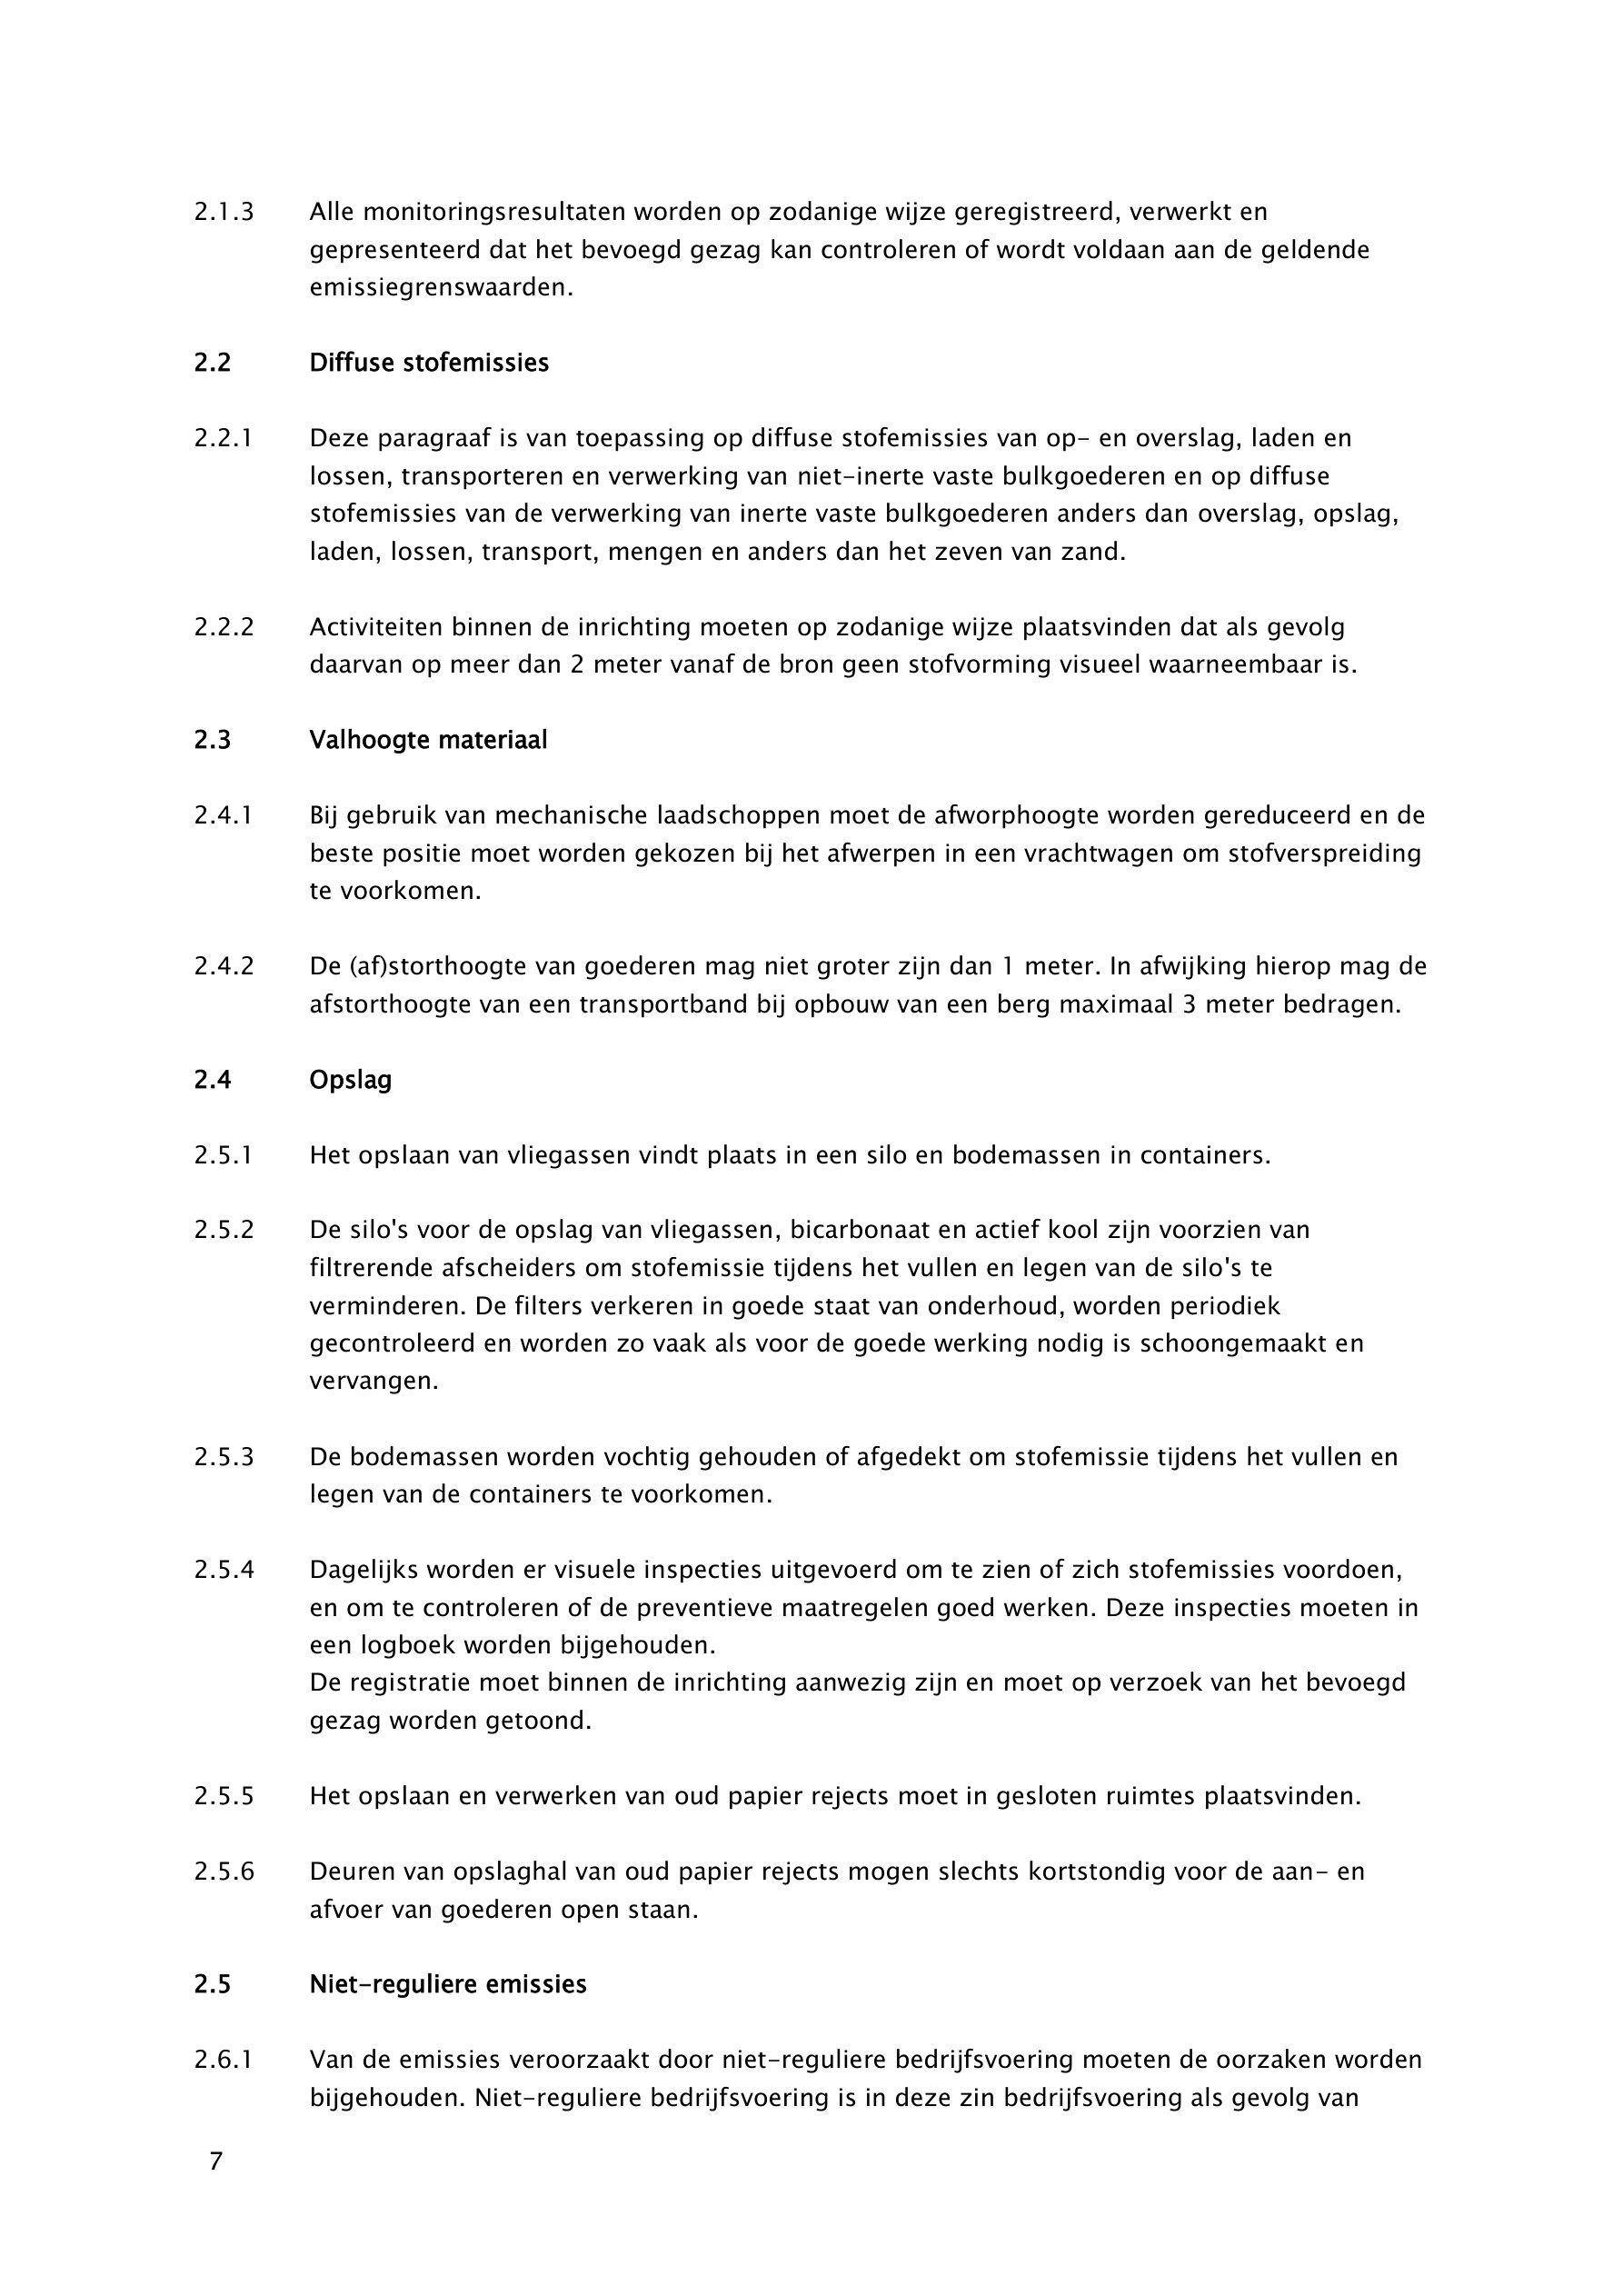 2.1.3 Alle monitoringsresultaten worden op zodanige wijze geregistreerd, verwerkt en
gepresenteerd dat het bevoegd gezag kan controleren of wordt voldaan aan de geldende
emissiegrenswaarden.
2.2 Diffuse stofemissies
2.2.1 Deze paragraaf is van toepassing op diffuse stofemissies van op- en overslag, laden en
lossen, transporteren en verwerking van niet-inerte vaste bulkgoederen en op diffuse
stofemissies van de verwerking van inerte vaste bulkgoederen anders dan overslag, opslag,
laden, lossen, transport, mengen en anders dan het zeven van zand.
2.2.2 Activiteiten binnen de inrichting moeten op zodanige wijze plaatsvinden dat als gevolg
daarvan op meer dan 2 meter vanaf de bron geen stofvorming visueel waarneembaar is.
2.3 Valhoogte materiaal
2.4.1 Bij gebruik van mechanische laadschoppen moet de afworphoogte worden gereduceerd en de
beste positie moet worden gekozen bij het afwerpen in een vrachtwagen om stofverspreiding
te voorkomen.
2.4.2 De (af)storthoogte van goederen mag niet groter zijn dan 1 meter. In afwijking hierop mag de
afstorthoogte van een transportband bij opbouw van een berg maximaal 3 meter bedragen.
2.4 Opslag
2.5.1 Het opslaan van vliegassen vindt plaats in een silo en bodemassen in containers.
2.5.2 De silo's voor de opslag van vliegassen, bicarbonaat en actief kool zijn voorzien van
filtrerende afscheiders om stofemissie tijdens het vullen en legen van de silo's te
verminderen. De filters verkeren in goede staat van onderhoud, worden periodiek
gecontroleerd en worden zo vaak als voor de goede werking nodig is schoongemaakt en
vervangen.
2.5.3 De bodemassen worden vochtig gehouden of afgedekt om stofemissie tijdens het vullen en
legen van de containers te voorkomen.
2.5.4 Dagelijks worden er visuele inspecties uitgevoerd om te zien of zich stofemissies voordoen,
en om te controleren of de preventieve maatregelen goed werken. Deze inspecties moeten in
een logboek worden bijgehouden.
De registratie moet binnen de inrichting aanwezig zijn en moet op verzoek van het bevoegd
gezag worden getoond.
2.5.5 Het opslaan en verwerken van oud papier rejects moet in gesloten ruimtes plaatsvinden.
2.5.6 Deuren van opslaghal van oud papier rejects mogen slechts kortstondig voor de aan- en
afvoer van goederen open staan.
2.5 Niet-reguliere emissies
2.6.1 Van de emissies veroorzaakt door niet-reguliere bedrijfsvoering moeten de oorzaken worden
bijgehouden. Niet-reguliere bedrijfsvoering is in deze zin bedrijfsvoering als gevolg van
7